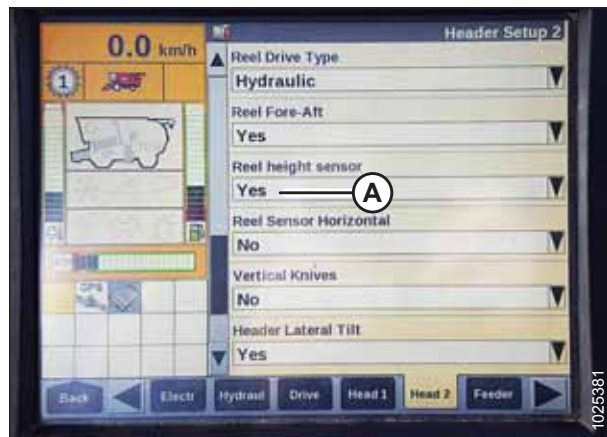 0.0 km/h
Header Setup 2
1
Reel Drive Type
Hydraulic
Reel Fore-Aft
Yes
Reel height sensor
Yes
A
Reel Sensor Horizontal
No
Vertical Knives
No
GPS
Header Lateral Tilt
Yes
Back
Electr
Hydraul
Drive
Head 1
Head 2
Feeder
1025381